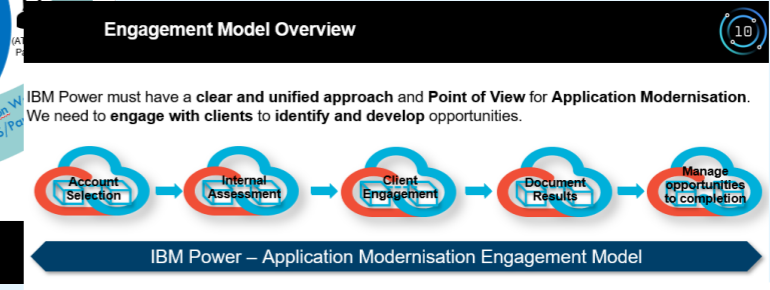 Engagement Model Overview
10
(AT
Pa
IBM Power must have a clear and unified approach and Point of View for Application Modernisation.
We need to engage with clients to identify and develop opportunities.
Account
Selection
Internal
Assessment
Client
Engagement
Document
Results
Manage
opportunities
to completion
IBM Power – Application Modernisation Engagement Model